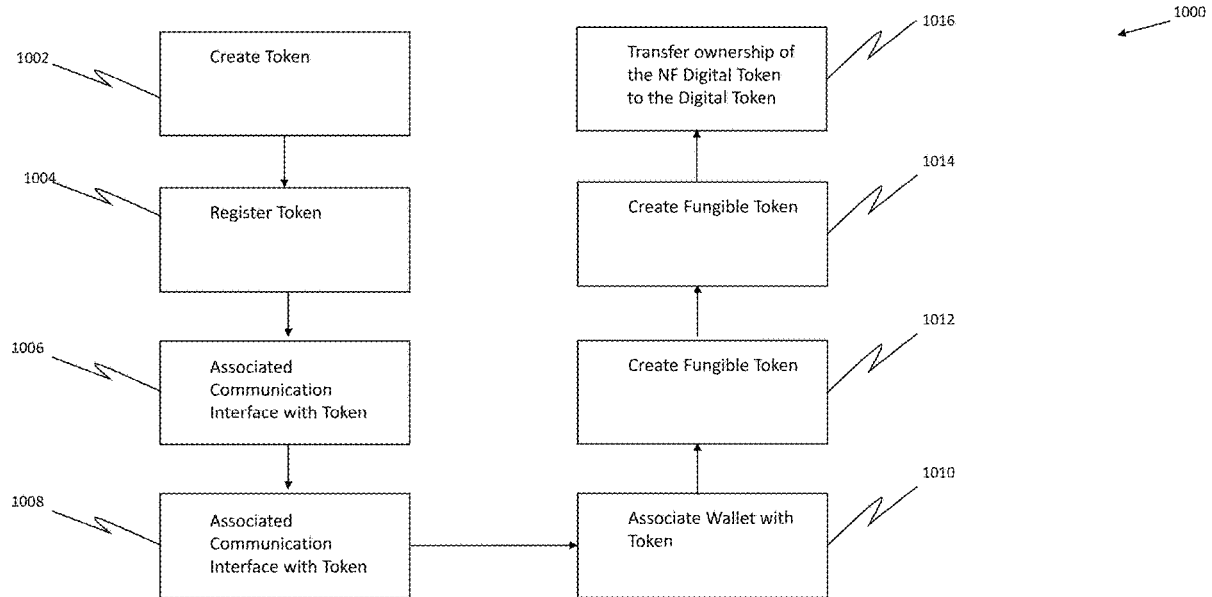 1000
1002
Create Token
1004
Register Token
1006
Associated
Communication
Interface with Token
1008
Associated
Communication
Interface with Token
1010
Associate Wallet with
Token
1012
Create Fungible Token
1014
Create Fungible Token
1016
Transfer ownership of
the NF Digital Token
to the Digital Token